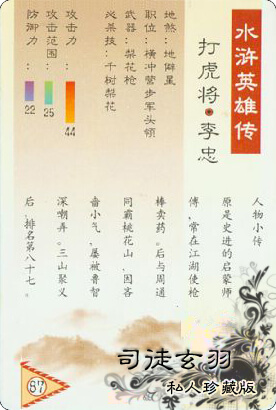 水浒英雄传
打虎将·李忠
地煞：地僻星
职位：横冲营步军头领
武器：梨花枪
必杀技：千树梨花
攻击力：
44
攻击范围：
25
防御力：
22
人物小传
原是史进的启蒙师
傅，常在江湖使枪
棒卖药。后与周通
同霸桃花山，因吝
啬小气，屡被鲁智
深嘲弄。三山聚义
后，排名第八十七。
87
司徒玄羽
私人珍藏版